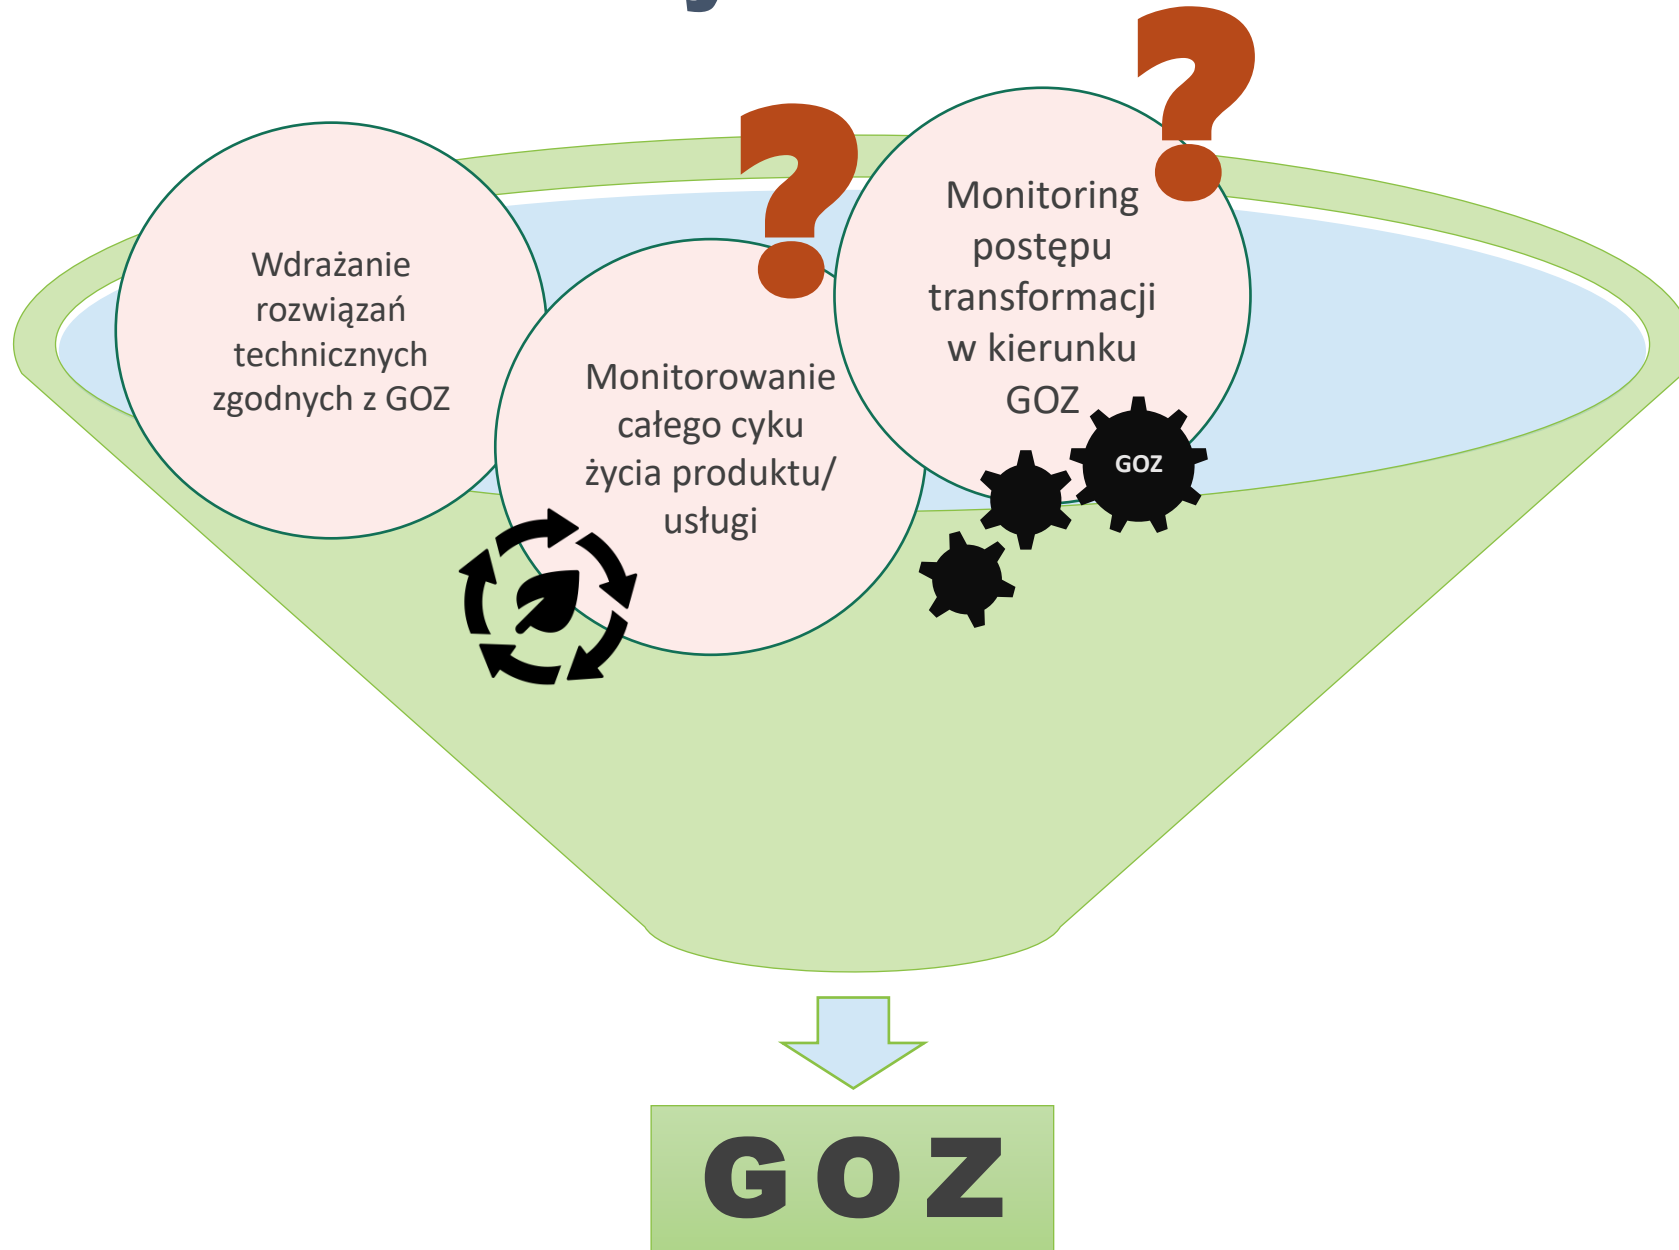 Wdrażanie
rozwiązań
technicznych
zgodnych z GOZ
?
Monitorowanie
całego cyku
życia produktu/
usługi
?
Monitoring
postępu
transformacji
w kierunku
GOZ
GOZ
GOZ